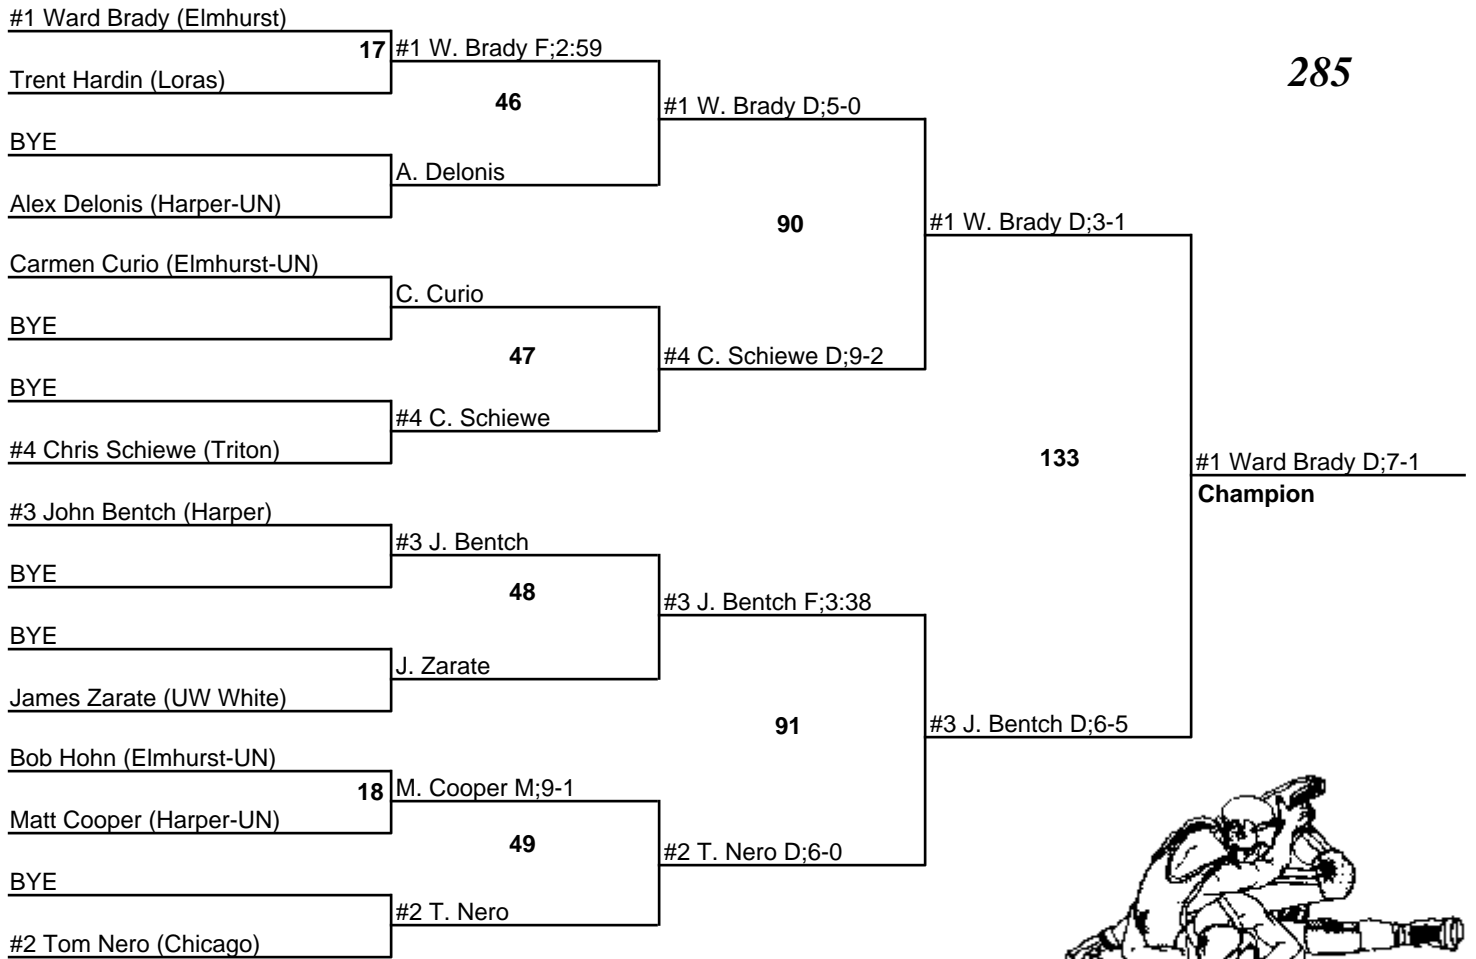 #1 Ward Brady (Elmhurst)
17 #1 W. Brady F;2:59
285
Trent Hardin (Loras)
46
#1 W. Brady D;5-0
BYE
A. Delonis
Alex Delonis (Harper-UN)
90
#1 W. Brady D;3-1
Carmen Curio (Elmhurst-UN)
C. Curio
BYE
47
#4 C. Schiewe D;9-2
BYE
#4 C. Schiewe
#4 Chris Schiewe (Triton)
133
#1 Ward Brady D;7-1
Champion
#3 John Bentch (Harper)
#3 J. Bentch
BYE
48
#3 J. Bentch F;3:38
BYE
J. Zarate
James Zarate (UW White)
91
#3 J. Bentch D;6-5
Bob Hohn (Elmhurst-UN)
18 M. Cooper M;9-1
Matt Cooper (Harper-UN)
49
#2 T. Nero D;6-0
BYE
#2 T. Nero
#2 Tom Nero (Chicago)